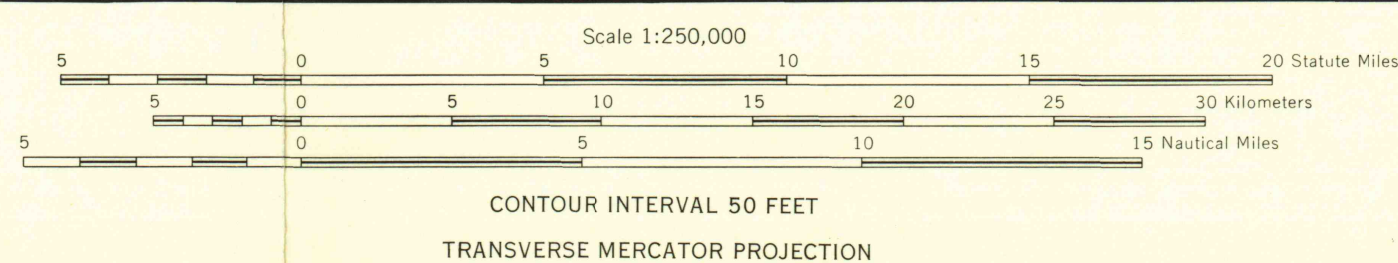 Scale 1:250,000
5 0 5 10 15 20 Statute Miles
5 0 5 10 15 20 25 30 Kilometers
5 0 5 10 15 Nautical Miles
CONTOUR INTERVAL 50 FEET
TRANSVERSE MERCATOR PROJECTION